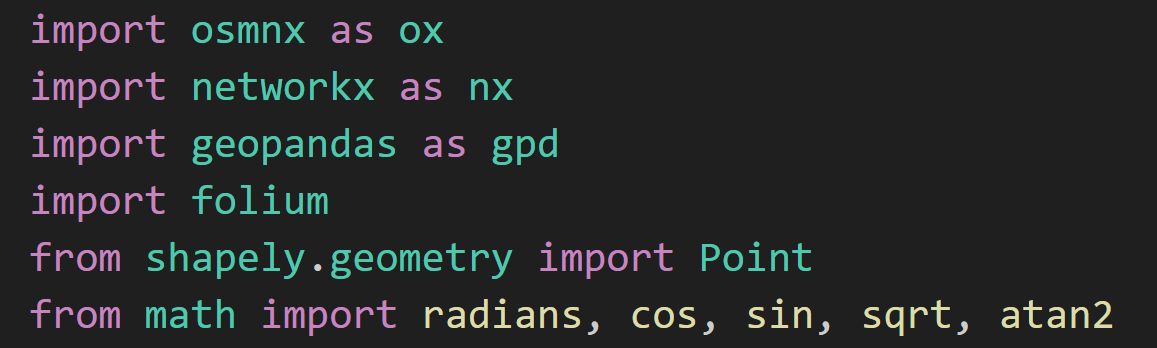 import osmnx as ox
import networkx as nx
import geopandas as gpd
import folium
from shapely.geometry import Point
from math import radians, cos, sin, sqrt, atan2